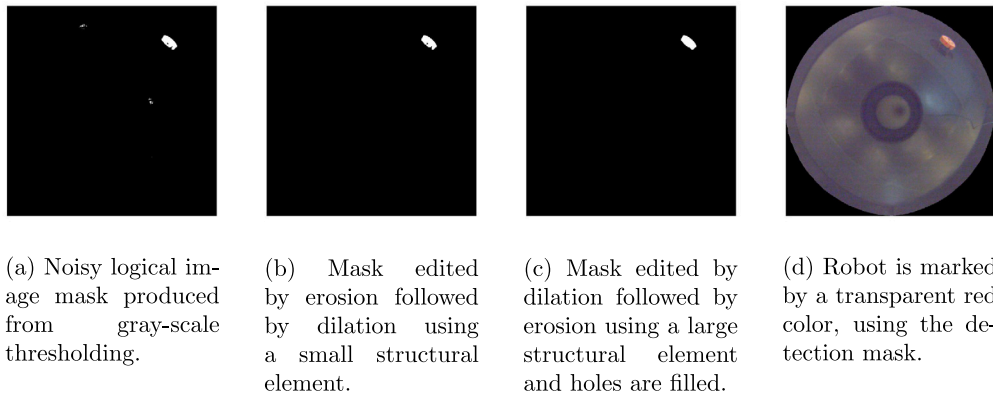 (a) Noisy logical im-
age mask produced
from gray-scale
thresholding.
(b) Mask edited
by erosion followed
by dilation using
a small structural
element.
(c) Mask edited by
dilation followed by
erosion using a large
structural element
and holes are filled.
(d) Robot is marked
by a transparent red
color, using the de-
tection mask.